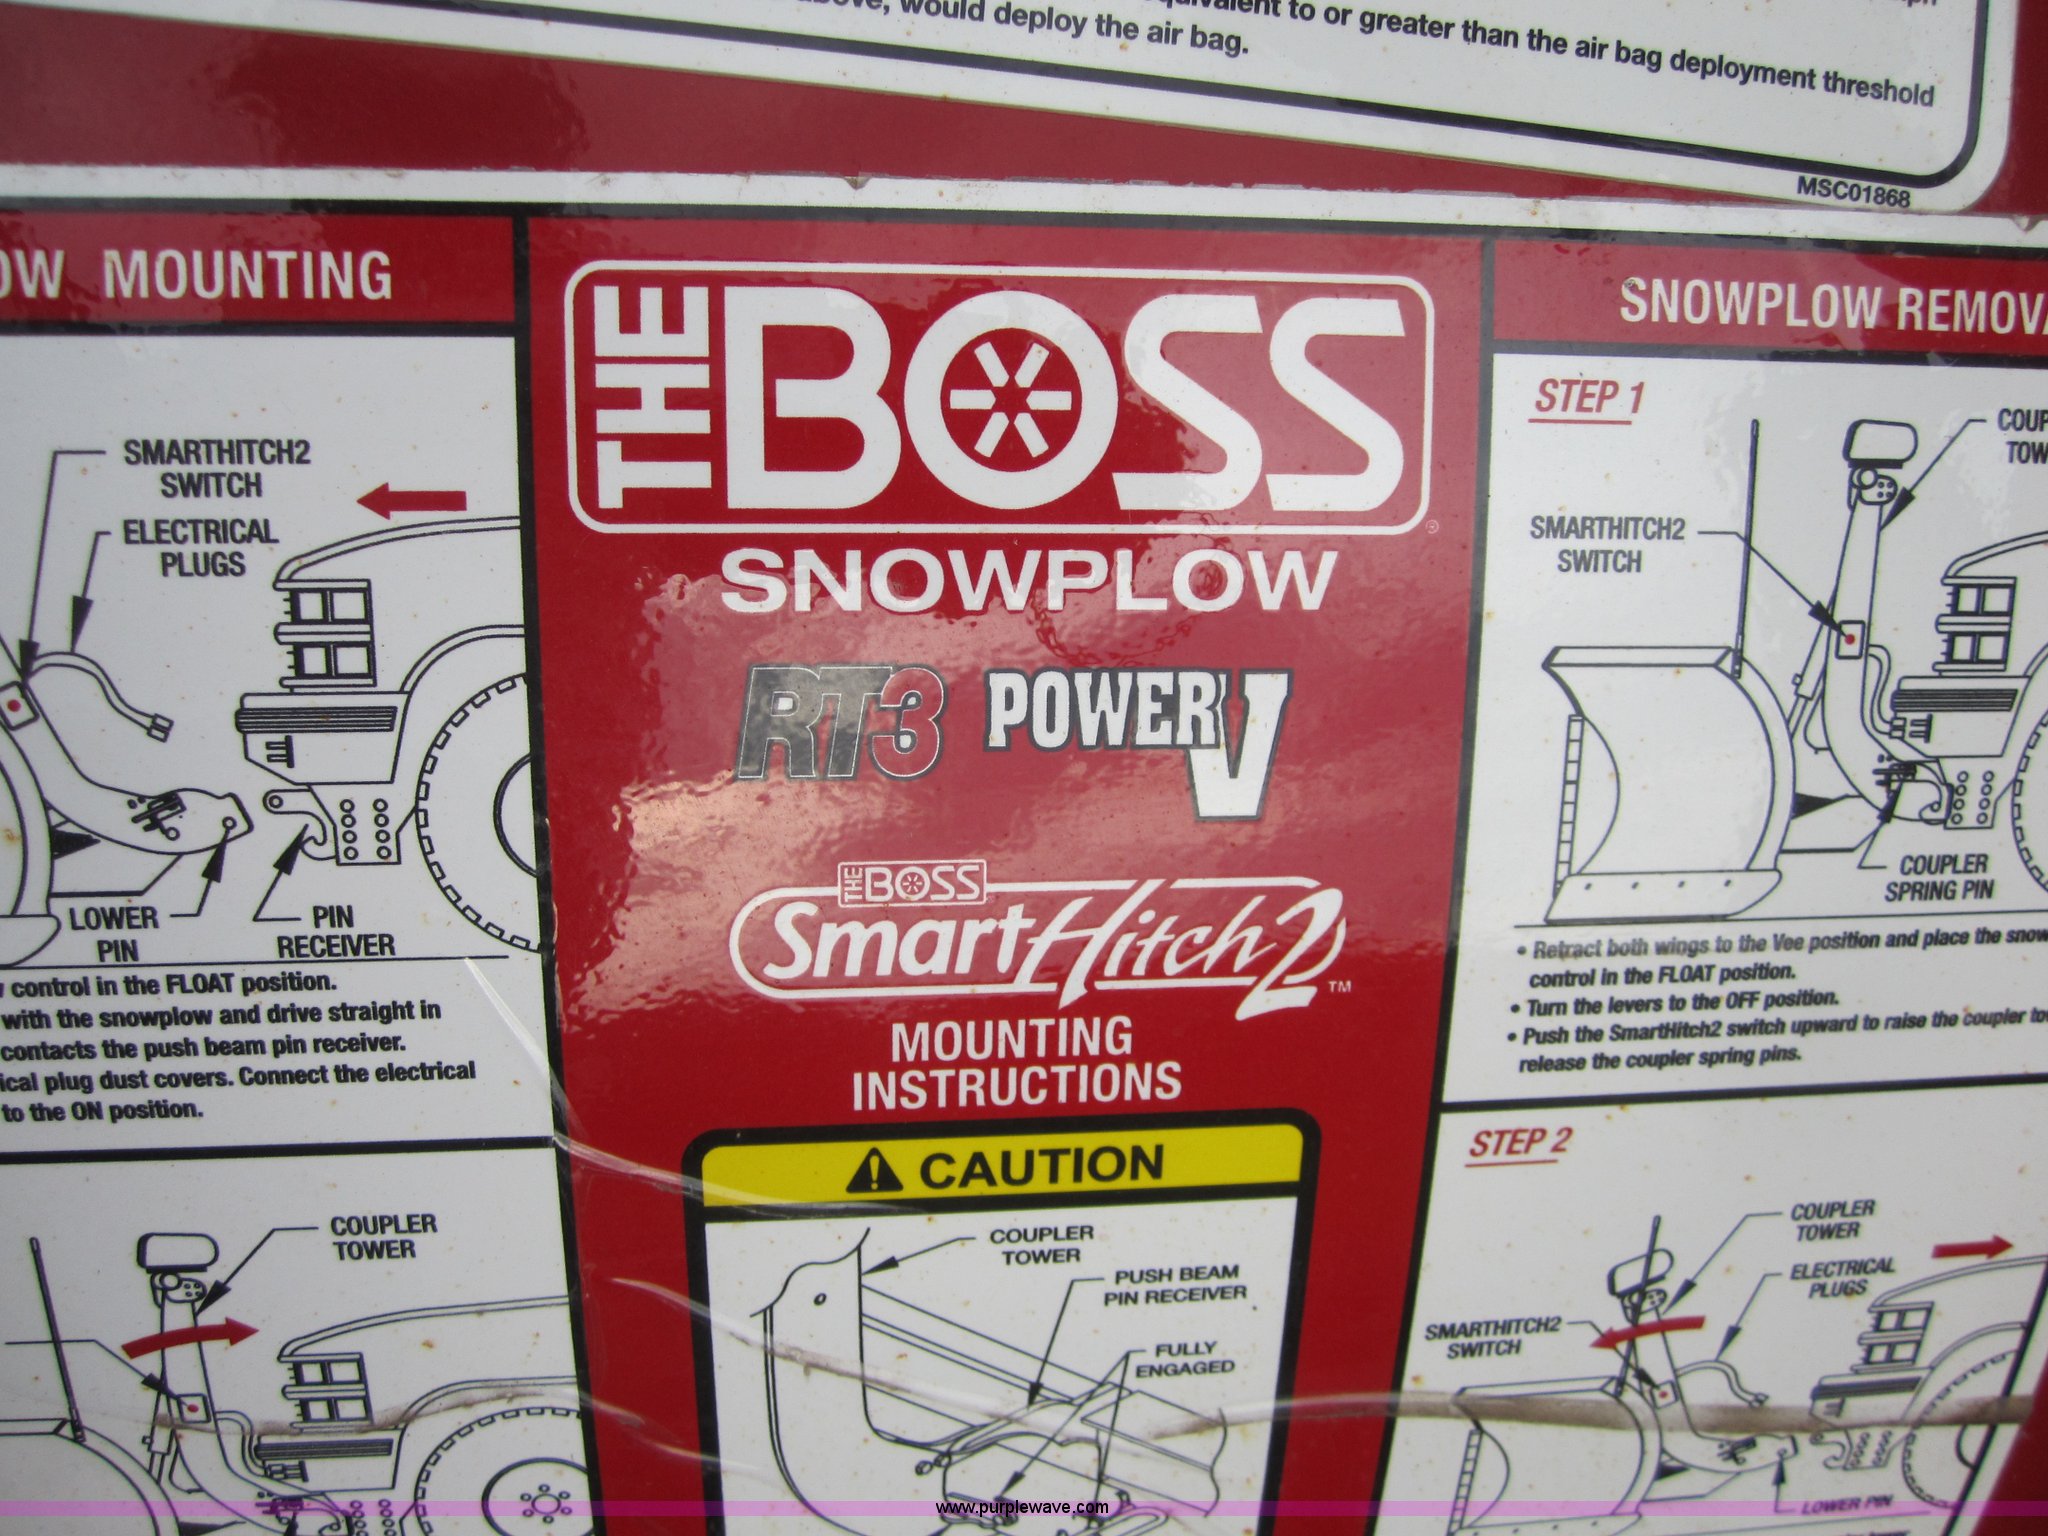 would deploy the air bag.
to or greater than the air bag deployment threshold
MSC01868
MOUNTING
SMARTHITCH2
SWITCH
ELECTRICAL
PLUGS
LOWER
PIN
PIN
RECEIVER
control in the FLOAT position.
with the snowplow and drive straight in
contacts the push beam pin receiver.
plug dust covers. Connect the electrical
to the ON position.
COUPLER
TOWER
THE BOSS
®
SNOWPLOW
RT3 POWER V
THE BOSS
SmartHitch2
™
MOUNTING
INSTRUCTIONS
CAUTION
COUPLER
TOWER
PUSH BEAM
PIN RECEIVER
FULLY
ENGAGED
SNOWPLOW REMOVA
STEP 1
COUP
TOW
SMARTHITCH2
SWITCH
COUPLER
SPRING PIN
• Retract both wings to the Vee position and place the snow
control in the FLOAT position.
• Turn the levers to the OFF position.
• Push the SmartHitch2 switch upward to raise the coupler to
release the coupler spring pins.
STEP 2
COUPLER
TOWER
ELECTRICAL
PLUGS
SMARTHITCH2
SWITCH
LOWER PIN
www.purplewave.com